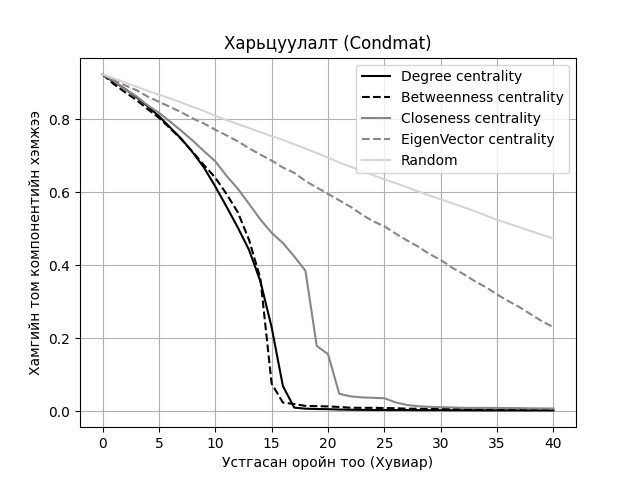 Харьцуулалт (Condmat)
Хамгийн том компонентийн хэмжээ
0.8
0.6
0.4
0.2
0.0
Degree centrality
Betweenness centrality
Closeness centrality
EigenVector centrality
Random
0 5 10 15 20 25 30 35 40
Устгасан оройн тоо (Хувиар)